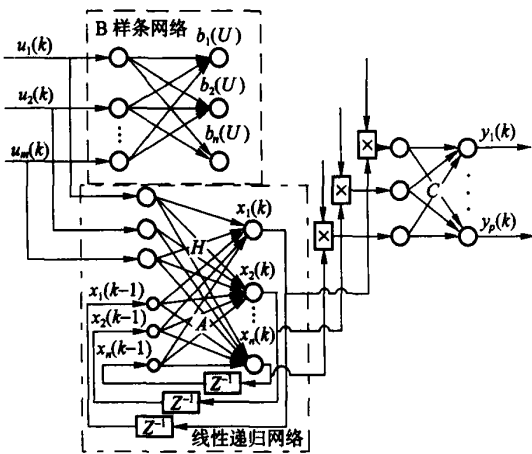 B 样条网络
u₁(k)
b₁(U)
u₂(k)
b₂(U)
⋮
uₘ(k)
bₙ(U)
×
×
×
C
y₁(k)
⋮
yₚ(k)
H
x₁(k)
x₂(k)
⋮
xₙ(k)
A
x₁(k−1)
x₂(k−1)
xₙ(k−1)
Z⁻¹
Z⁻¹
Z⁻¹
线性递归网络